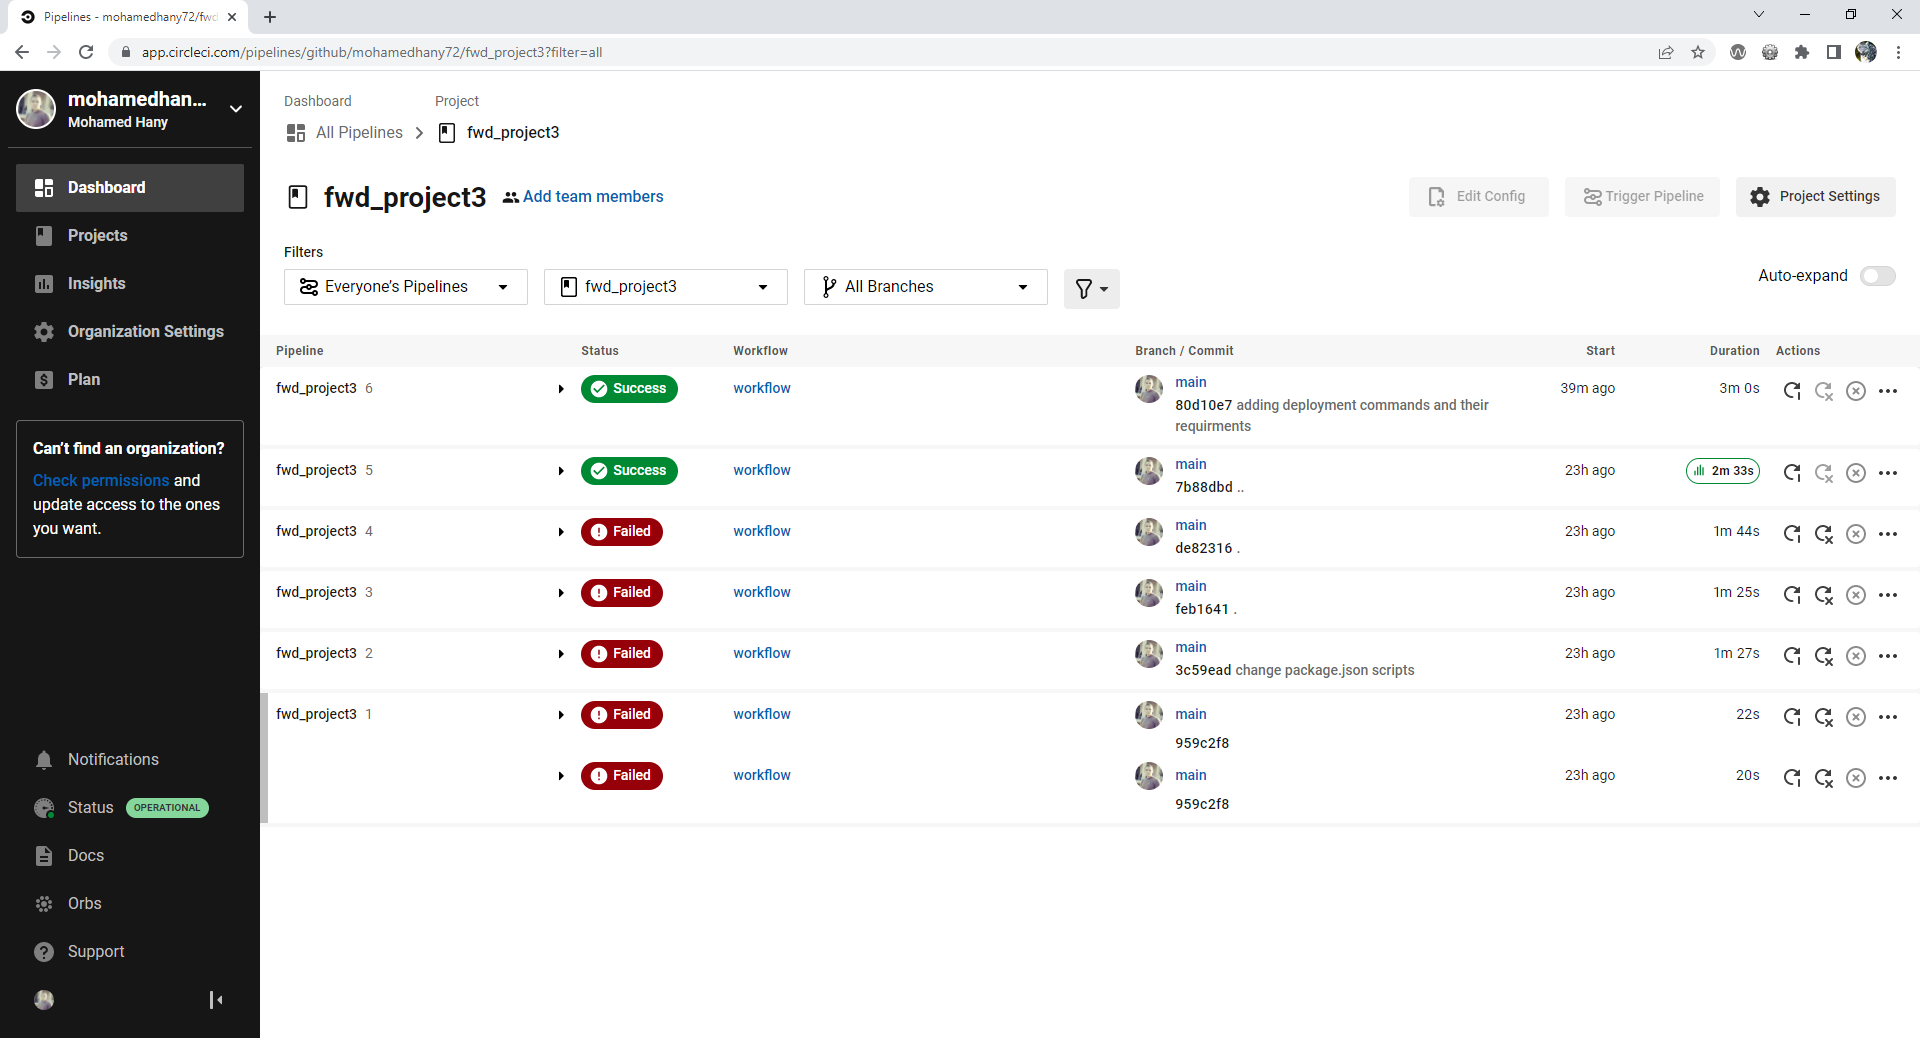 Pipelines - mohamedhany72/fwd
app.circleci.com/pipelines/github/mohamedhany72/fwd_project3?filter=all
mohamedhan...
Mohamed Hany
Dashboard
Projects
Insights
Organization Settings
Plan
Can't find an organization?
Check permissions and
update access to the ones
you want.
Notifications
Status OPERATIONAL
Docs
Orbs
Support
Dashboard Project
All Pipelines fwd_project3
fwd_project3 Add team members
Edit Config Trigger Pipeline Project Settings
Filters
Everyone's Pipelines fwd_project3 All Branches
Auto-expand
Pipeline Status Workflow Branch / Commit Start Duration Actions
fwd_project3 6 Success workflow main 39m ago 3m 0s
80d10e7 adding deployment commands and their
requirments
fwd_project3 5 Success workflow main 23h ago 2m 33s
7b88dbd ..
fwd_project3 4 Failed workflow main 23h ago 1m 44s
de82316 .
fwd_project3 3 Failed workflow main 23h ago 1m 25s
feb1641 .
fwd_project3 2 Failed workflow main 23h ago 1m 27s
3c59ead change package.json scripts
fwd_project3 1 Failed workflow main 23h ago 22s
959c2f8
Failed workflow main 23h ago 20s
959c2f8